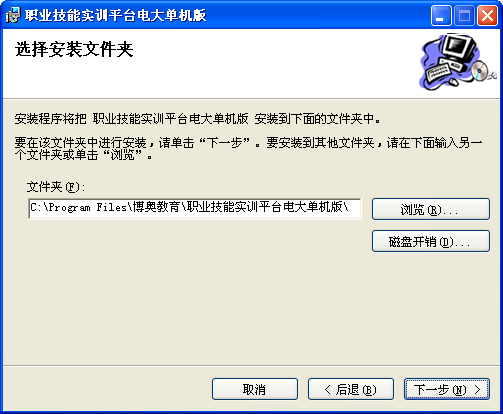 职业技能实训平台电大单机版
选择安装文件夹
安装程序将把 职业技能实训平台电大单机版 安装到下面的文件夹中。
要在该文件夹中进行安装，请单击“下一步”。要安装到其他文件夹，请在下面输入另一
个文件夹或单击“浏览”。
文件夹(F):
C:\Program Files\博奥教育\职业技能实训平台电大单机版\
浏览(R)...
磁盘开销(D)...
取消
< 后退(B)
下一步(N) >